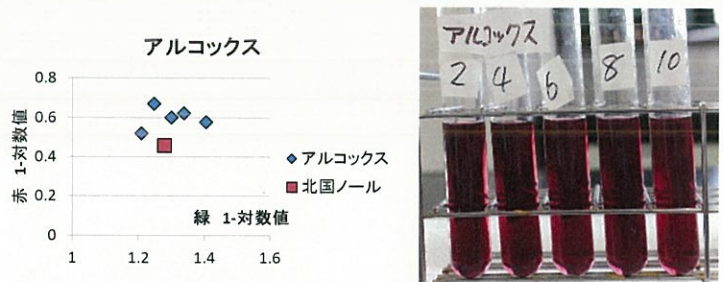 アルコックス
0.8
0.6
0.4
0.2
0
1
1.2
1.4
1.6
赤 1-対数値
緑 1-対数値
アルコックス
北国ノール
アルコックス
2 4 6 8 10